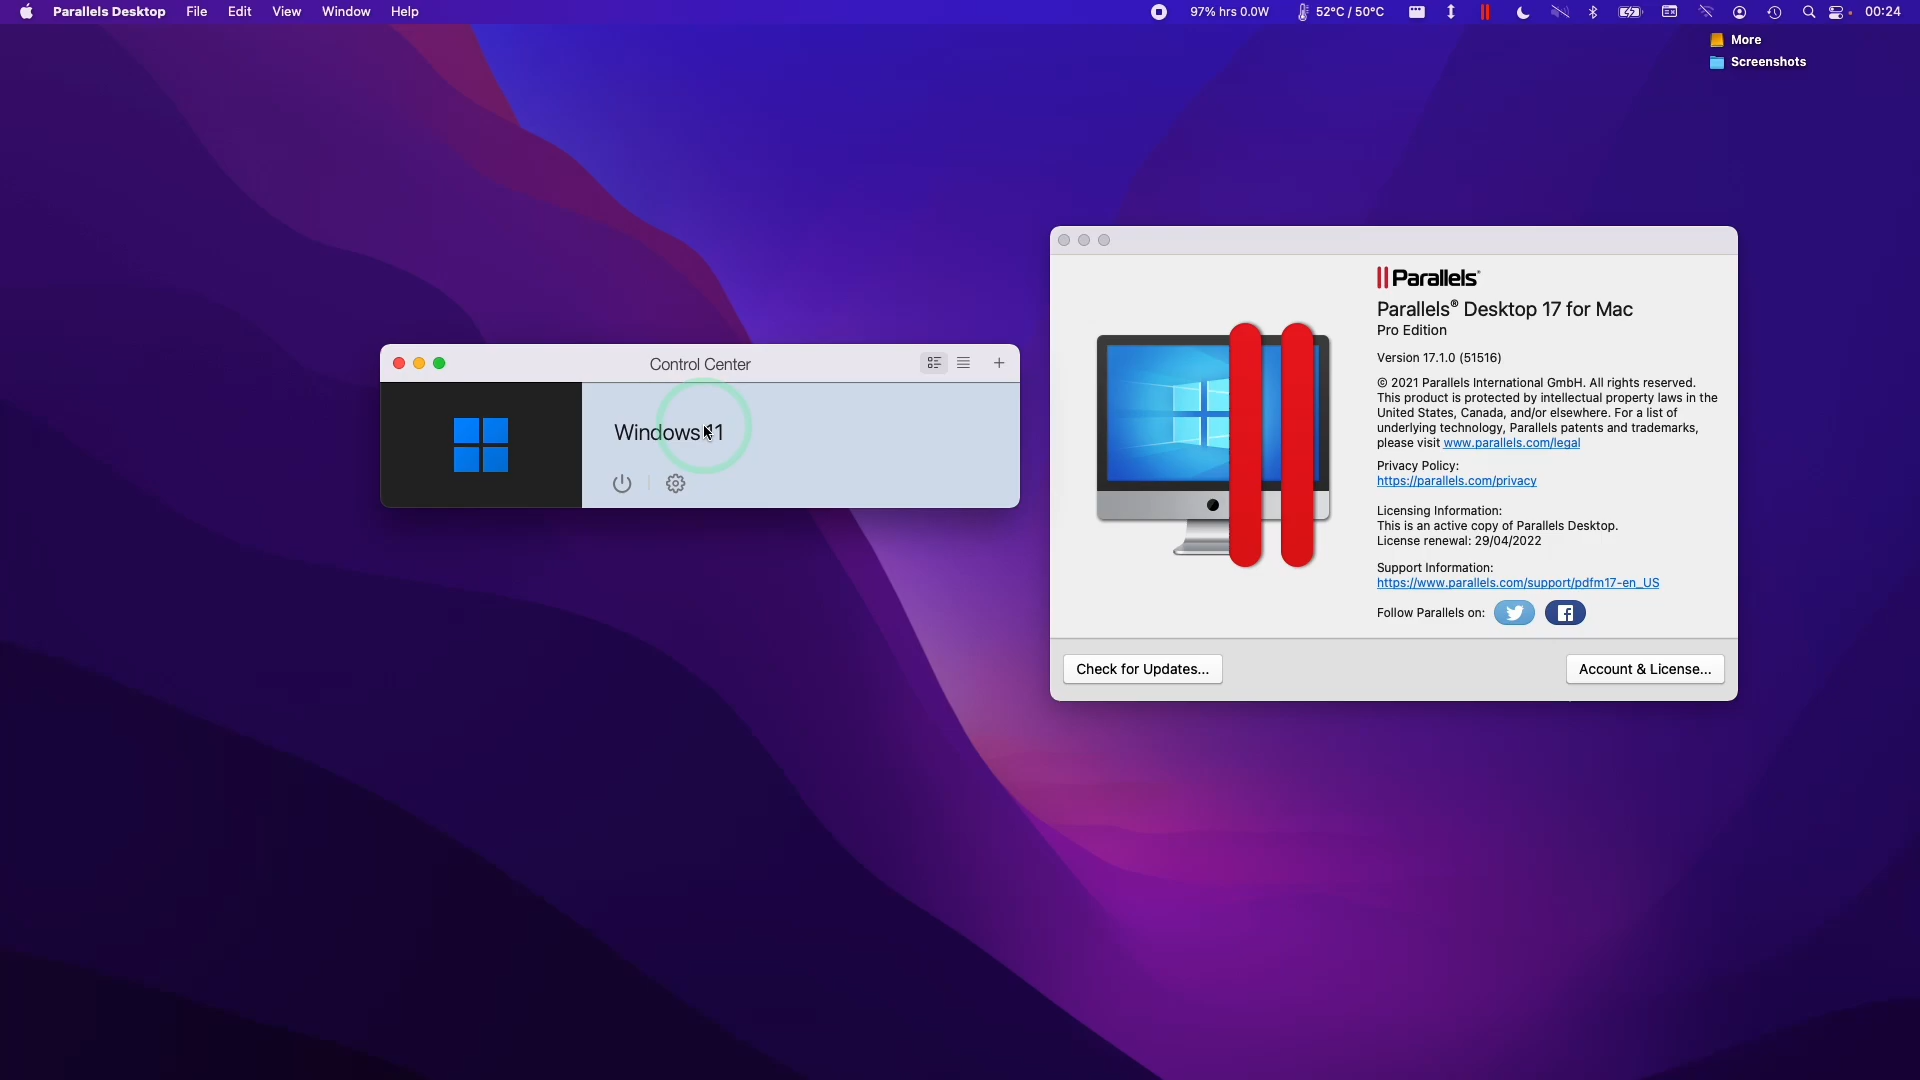 Parallels Desktop File Edit View Window Help
97% hrs 0.0W 52°C / 50°C 00:24
More
Screenshots
Control Center
Windows 11
Parallels®
Parallels® Desktop 17 for Mac
Pro Edition
Version 17.1.0 (51516)
© 2021 Parallels International GmbH. All rights reserved.
This product is protected by intellectual property laws in the
United States, Canada, and/or elsewhere. For a list of
underlying technology, Parallels patents and trademarks,
please visit www.parallels.com/legal
Privacy Policy:
https://parallels.com/privacy
Licensing Information:
This is an active copy of Parallels Desktop.
License renewal: 29/04/2022
Support Information:
https://www.parallels.com/support/pdfm17-en_US
Follow Parallels on:
Check for Updates...
Account & License...